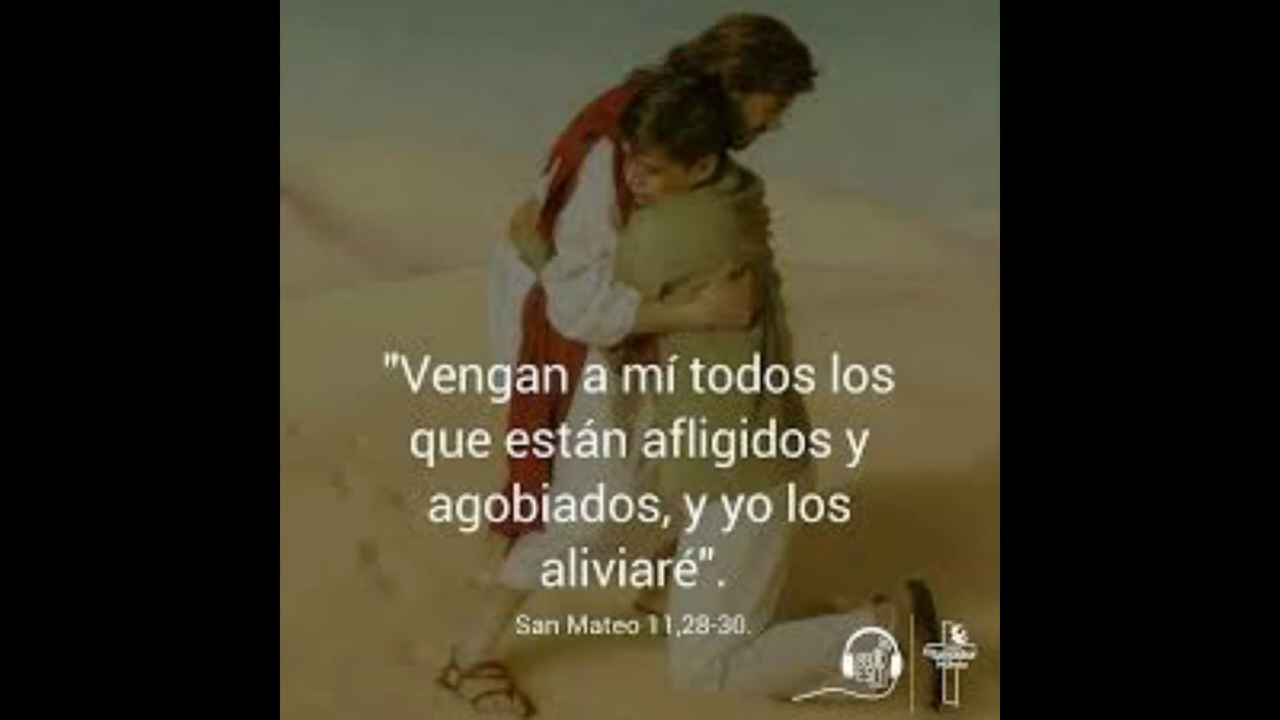 "Vengan a mí todos los
que están afligidos y
agobiados, y yo los
aliviaré".
San Mateo 11,28-30.